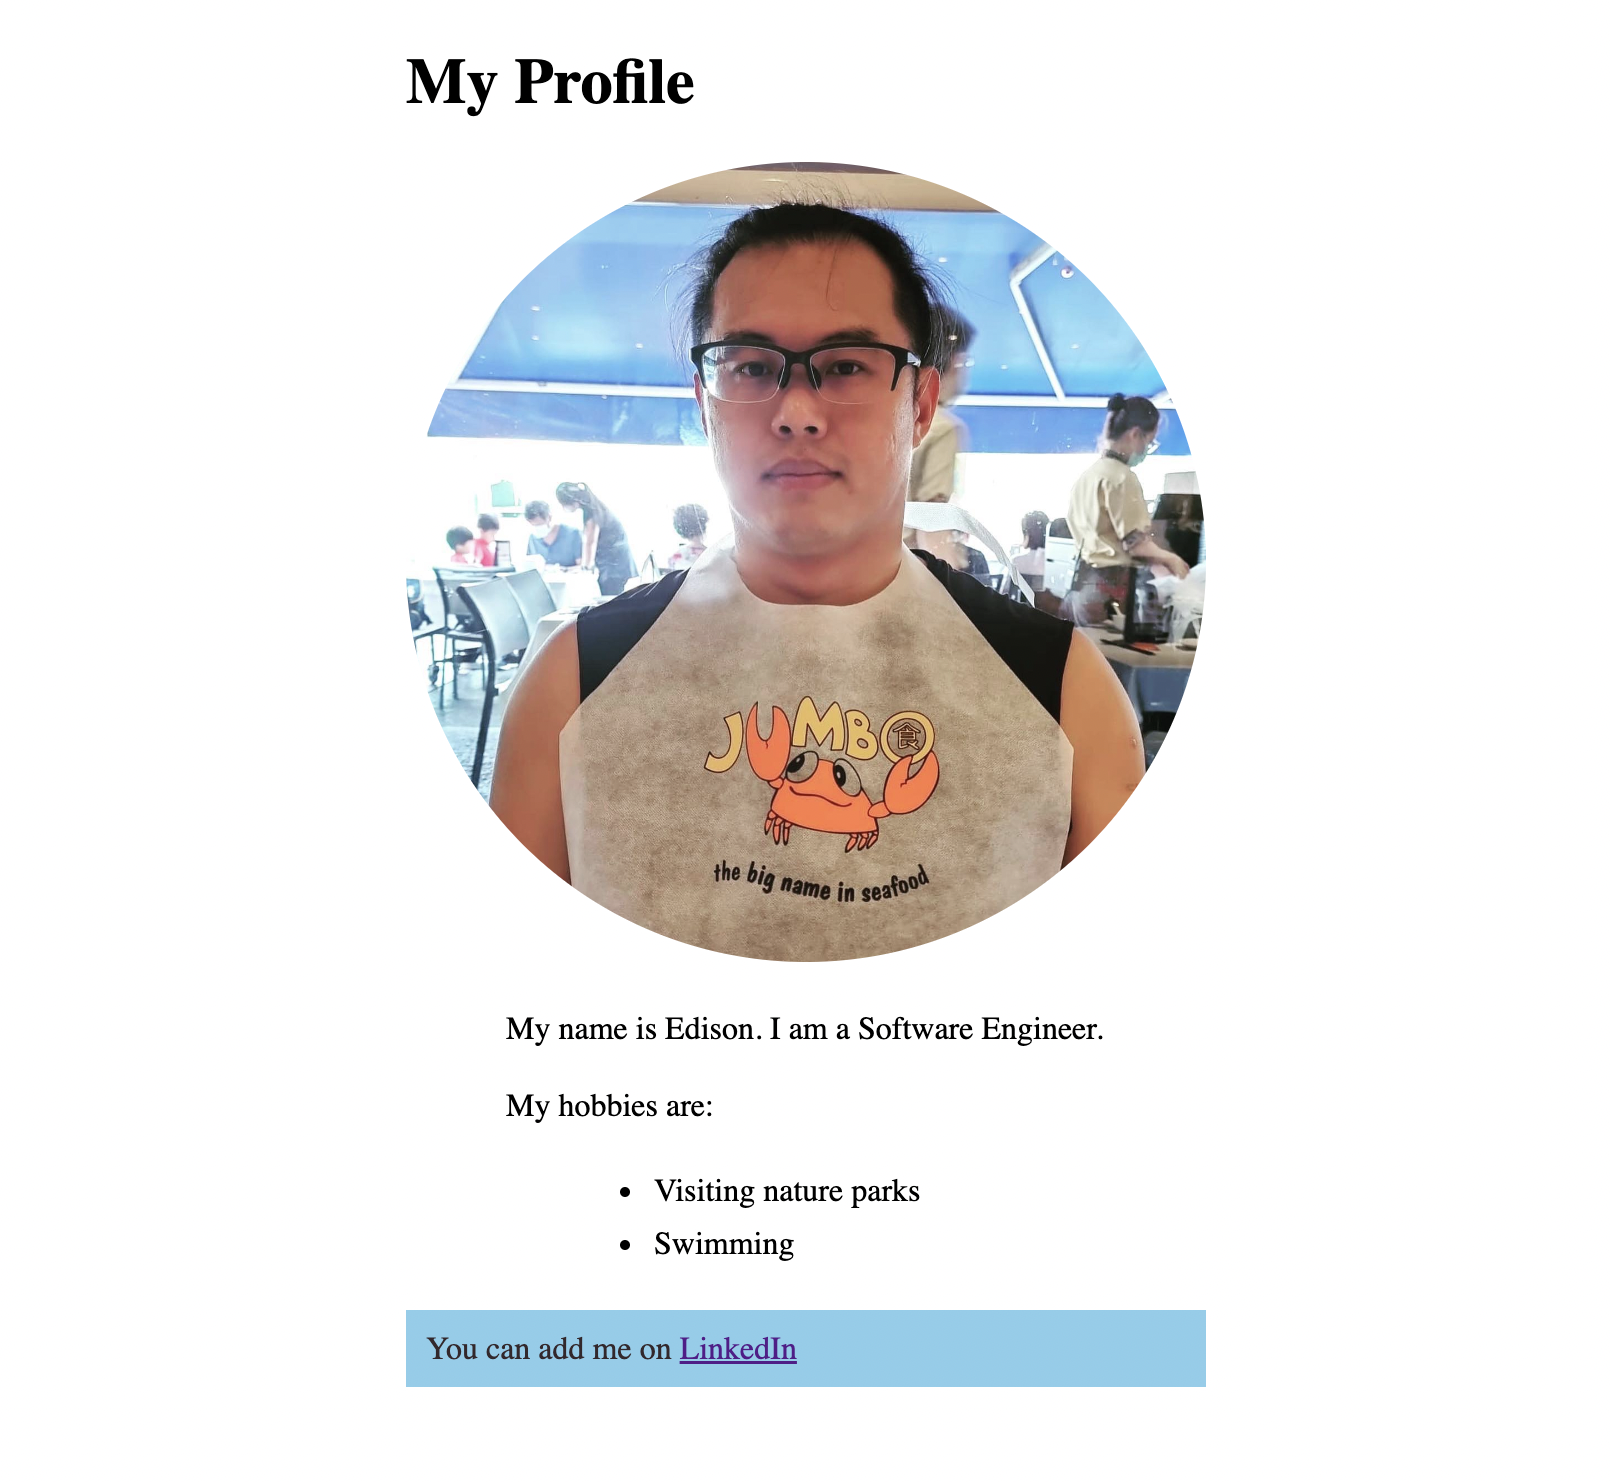 My Profile
JUMBO
食
the big name in seafood
My name is Edison. I am a Software Engineer.
My hobbies are:
• Visiting nature parks
• Swimming
You can add me on LinkedIn